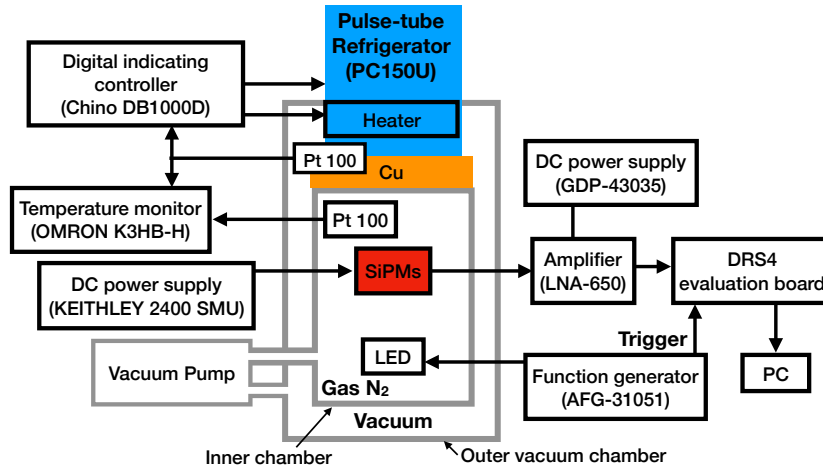 Pulse-tube
Refrigerator
(PC150U)
Digital indicating
controller
(Chino DB1000D)
Heater
Pt 100
Cu
DC power supply
(GDP-43035)
Temperature monitor
(OMRON K3HB-H)
Pt 100
DC power supply
(KEITHLEY 2400 SMU)
SiPMs
Amplifier
(LNA-650)
DRS4
evaluation board
Trigger
LED
Vacuum Pump
Function generator
(AFG-31051)
PC
Gas N₂
Vacuum
Inner chamber
Outer vacuum chamber